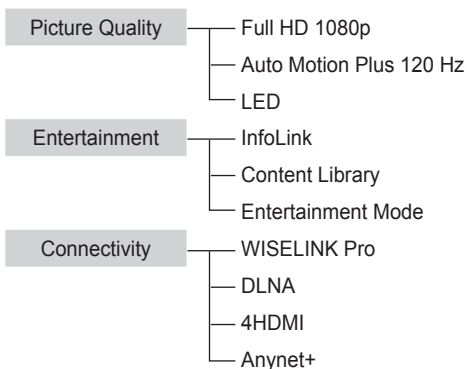 Picture Quality
Full HD 1080p
Auto Motion Plus 120 Hz
LED
Entertainment
InfoLink
Content Library
Entertainment Mode
Connectivity
WISELINK Pro
DLNA
4HDMI
Anynet+